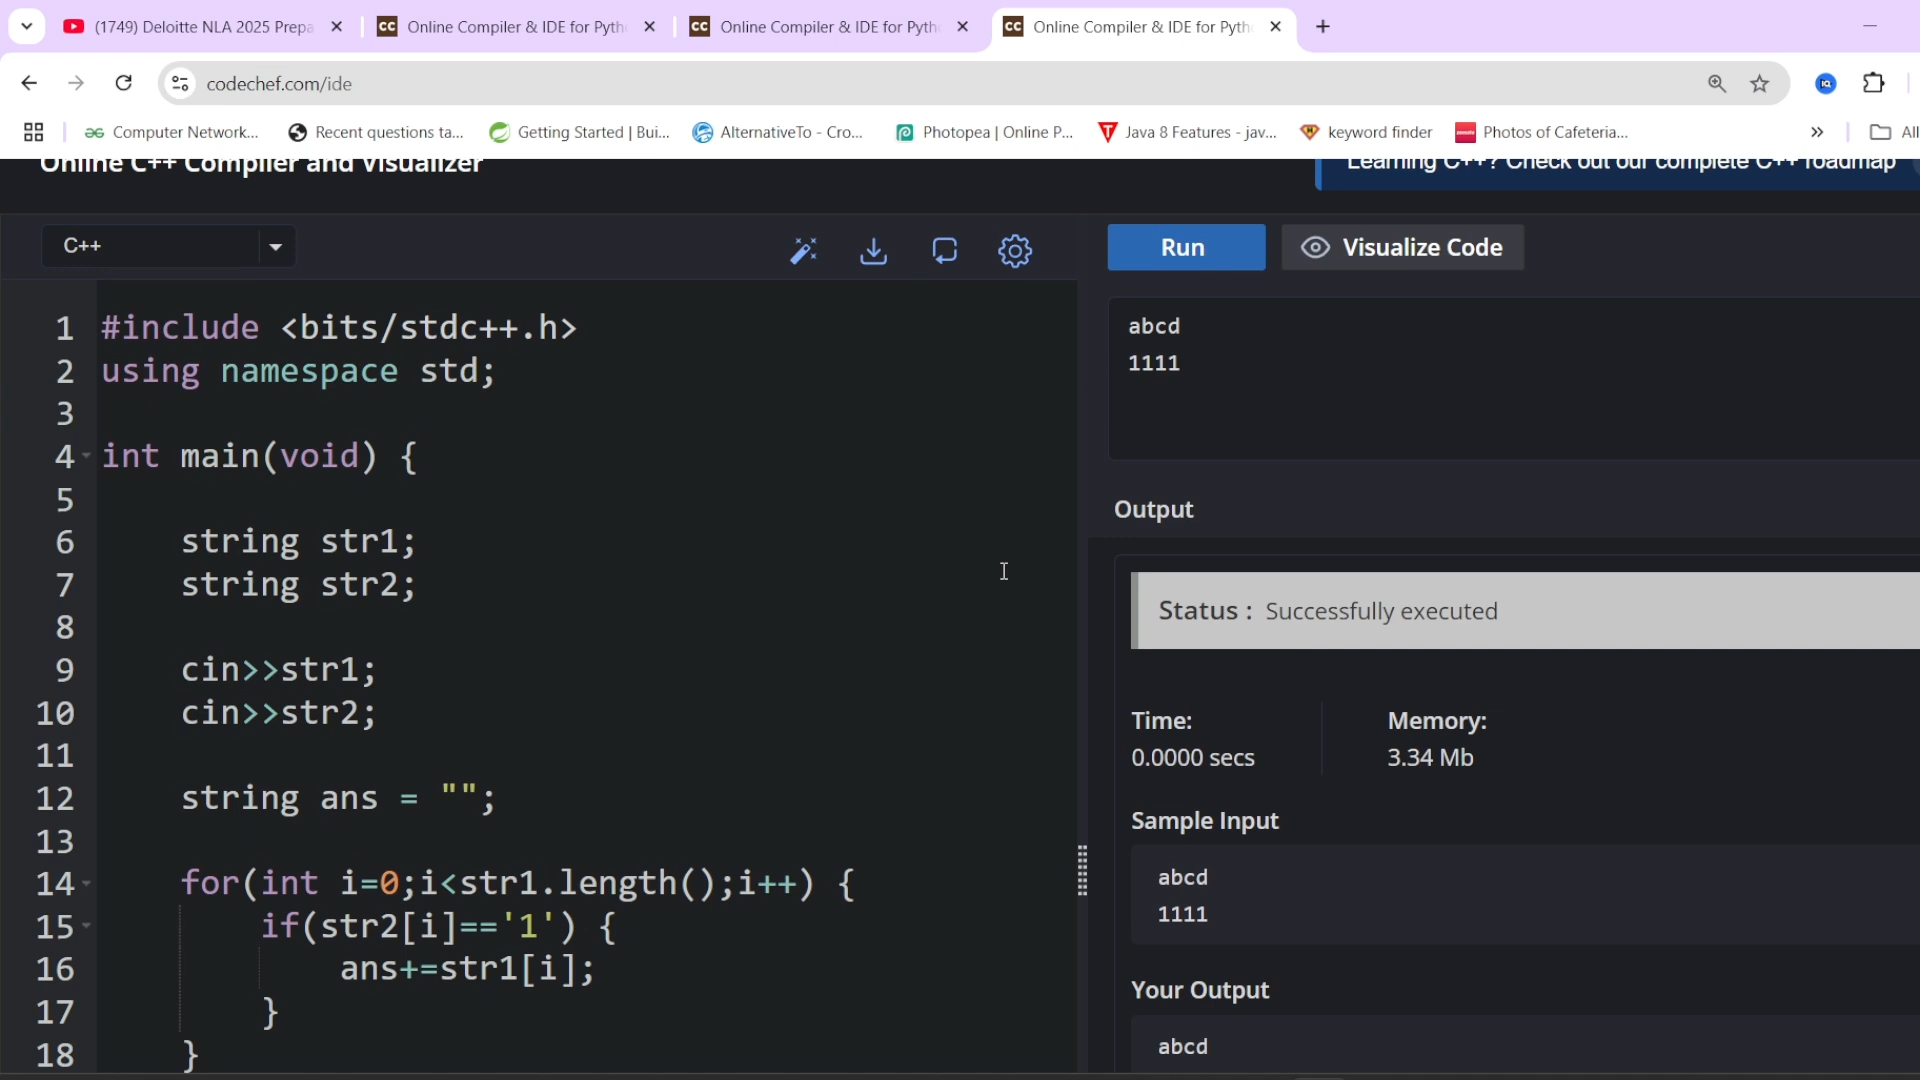 (1749) Deloitte NLA 2025 Prepa
Online Compiler & IDE for Pyth
Online Compiler & IDE for Pyth
Online Compiler & IDE for Pyth
codechef.com/ide
Computer Network...
Recent questions ta...
Getting Started | Bui...
AlternativeTo - Cro...
Photopea | Online P...
Java 8 Features - jav...
keyword finder
Photos of Cafeteria...
All
Online C++ Compiler and Visualizer
Learning C++? Check out our complete C++ roadmap
C++
Run
Visualize Code
1 #include <bits/stdc++.h>
2 using namespace std;
3
4 int main(void) {
5
6 string str1;
7 string str2;
8
9 cin>>str1;
10 cin>>str2;
11
12 string ans = "";
13
14 for(int i=0;i<str1.length();i++) {
15 if(str2[i]=='1') {
16 ans+=str1[i];
17 }
18 }
abcd
1111
Output
Status : Successfully executed
Time:
0.0000 secs
Memory:
3.34 Mb
Sample Input
abcd
1111
Your Output
abcd